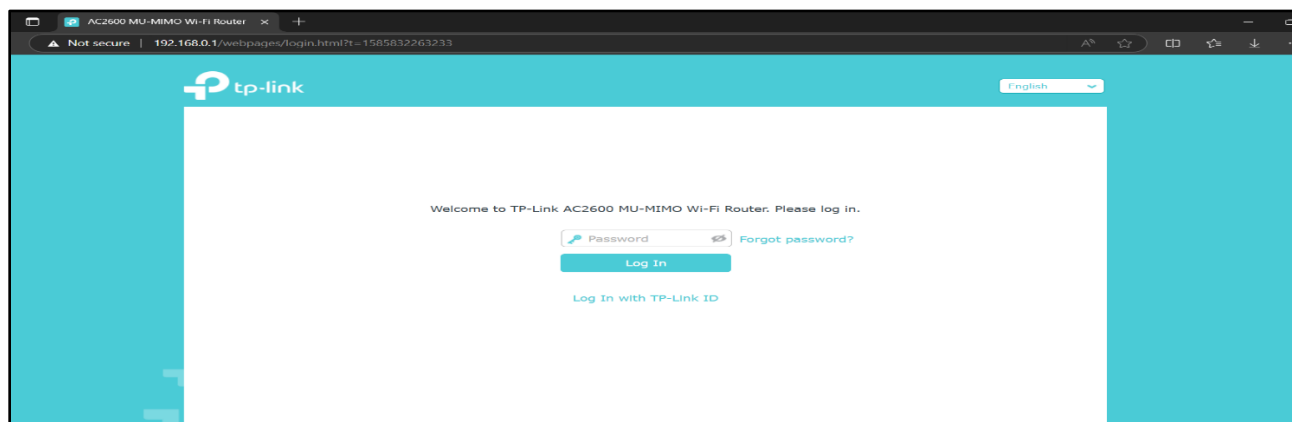 AC2600 MU-MIMO Wi-Fi Router
Not secure | 192.168.0.1/webpages/login.html?t=1585832263233
tp-link
English
Welcome to TP-Link AC2600 MU-MIMO Wi-Fi Router. Please log in.
Password
Forgot password?
Log In
Log In with TP-Link ID